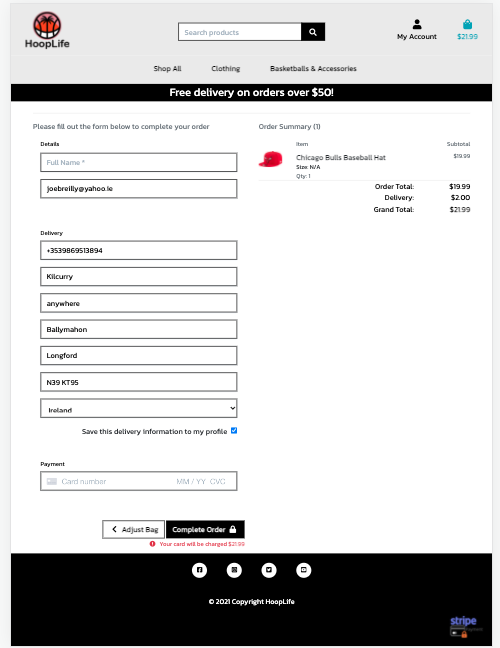 HoopLife
Search products
My Account
$21.99
Shop All
Clothing
Basketballs & Accessories
Free delivery on orders over $50!
Please fill out the form below to complete your order
Details
Full Name *
joebreilly@yahoo.ie
Delivery
+3539869513894
Kilcurry
anywhere
Ballymahon
Longford
N39 KT95
Ireland
Save this delivery information to my profile
Payment
Card number MM / YY CVC
Adjust Bag
Complete Order
Your card will be charged $21.99
Order Summary (1)
Item Subtotal
Chicago Bulls Baseball Hat $19.99
Size: N/A
Qty: 1
Order Total: $19.99
Delivery: $2.00
Grand Total: $21.99
© 2021 Copyright HoopLife
stripe